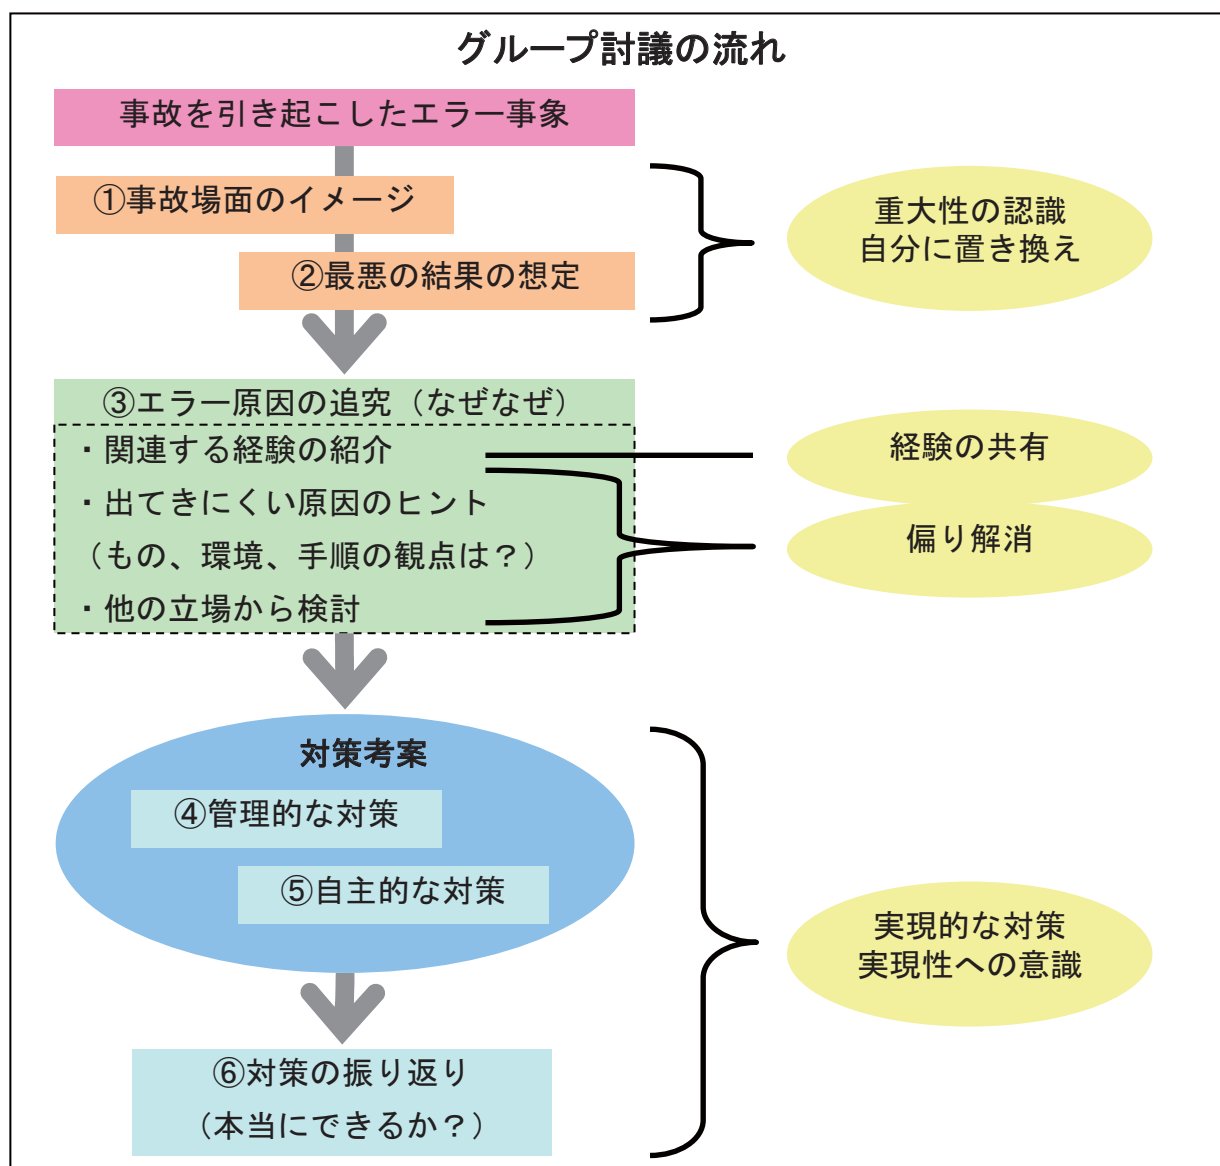 グループ討議の流れ
事故を引き起こしたエラー事象
①事故場面のイメージ
②最悪の結果の想定
重大性の認識
自分に置き換え
③エラー原因の追究（なぜなぜ）
・関連する経験の紹介
・出てきにくい原因のヒント
（もの、環境、手順の観点は？）
・他の立場から検討
経験の共有
偏り解消
対策考案
④管理的な対策
⑤自主的な対策
⑥対策の振り返り
（本当にできるか？）
実現的な対策
実現性への意識